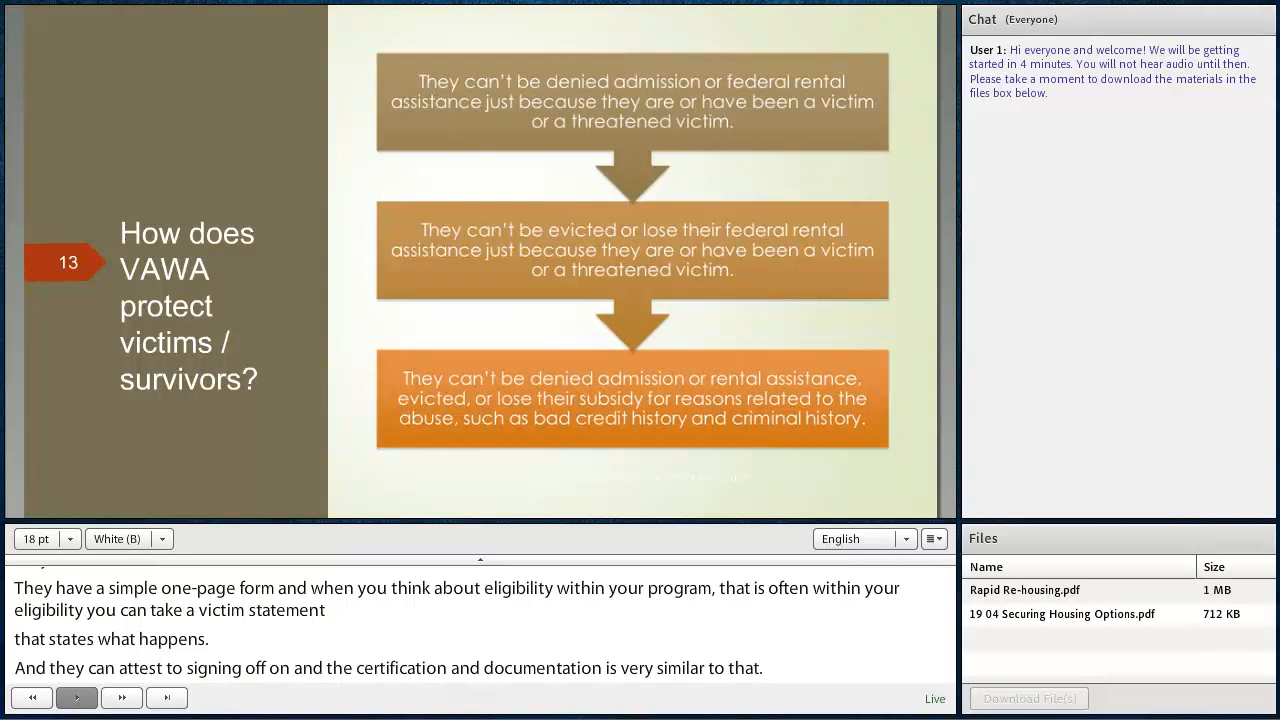 How does
VAWA
protect
victims /
survivors?
13
They can't be denied admission or federal rental
assistance just because they are or have been a victim
or a threatened victim.
They can't be evicted or lose their federal rental
assistance just because they are or have been a victim
or a threatened victim.
They can't be denied admission or rental assistance,
evicted, or lose their subsidy for reasons related to the
abuse, such as bad credit history and criminal history.
Chat (Everyone)
User 1: Hi everyone and welcome! We will be getting
started in 4 minutes. You will not hear audio until then.
Please take a moment to download the materials in the
files box below.
18 pt
White (B)
English
They have a simple one-page form and when you think about eligibility within your program, that is often within your
eligibility you can take a victim statement
that states what happens.
And they can attest to signing off on and the certification and documentation is very similar to that.
Live
Files
Name Size
Rapid Re-housing.pdf 1 MB
19 04 Securing Housing Options.pdf 712 KB
Download File(s)